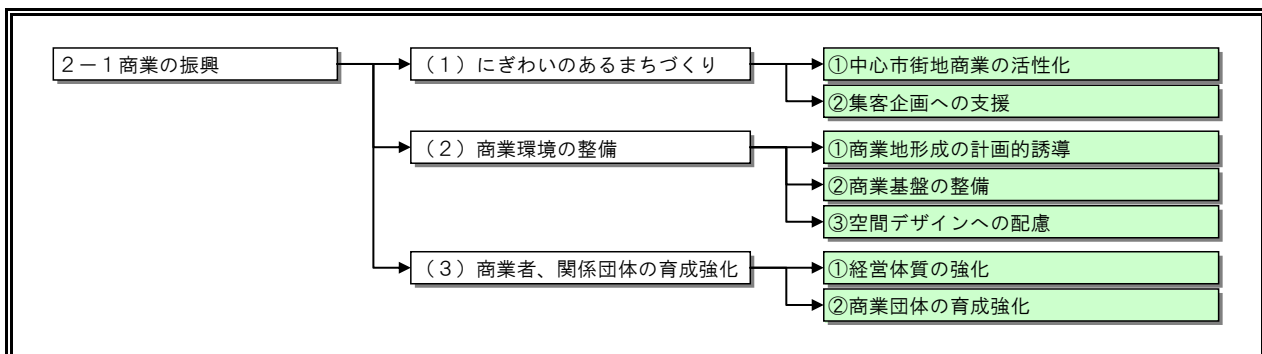 ２－１商業の振興
（１）にぎわいのあるまちづくり
①中心市街地商業の活性化
②集客企画への支援
（２）商業環境の整備
①商業地形成の計画的誘導
②商業基盤の整備
③空間デザインへの配慮
（３）商業者、関係団体の育成強化
①経営体質の強化
②商業団体の育成強化